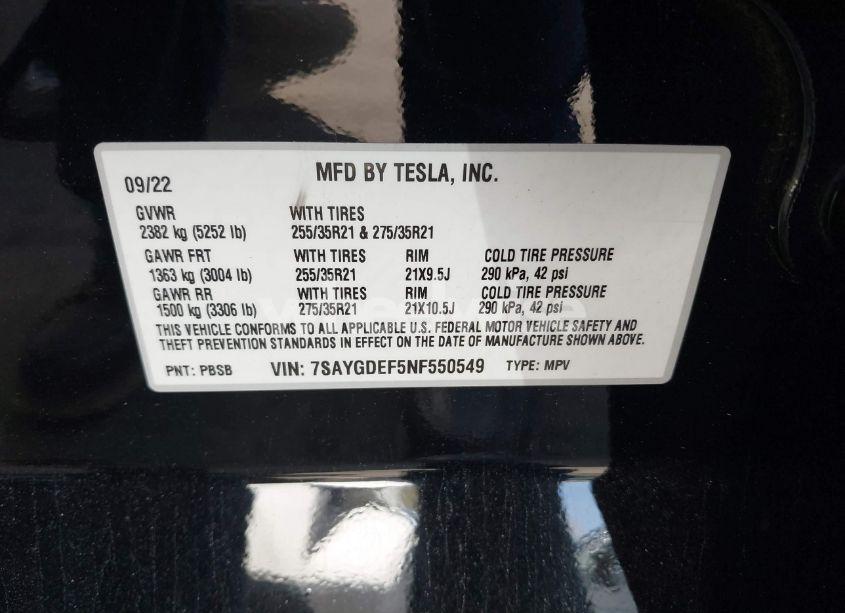 MFD BY TESLA, INC.
09/22
GVWR WITH TIRES
2382 kg (5252 lb) 255/35R21 & 275/35R21
GAWR FRT WITH TIRES RIM COLD TIRE PRESSURE
1363 kg (3004 lb) 255/35R21 21X9.5J 290 kPa, 42 psi
GAWR RR WITH TIRES RIM COLD TIRE PRESSURE
1500 kg (3306 lb) 275/35R21 21X10.5J 290 kPa, 42 psi
THIS VEHICLE CONFORMS TO ALL APPLICABLE U.S. FEDERAL MOTOR VEHICLE SAFETY AND
THEFT PREVENTION STANDARDS IN EFFECT ON THE DATE OF MANUFACTURE SHOWN ABOVE.
PNT: PBSB VIN: 7SAYGDEF5NF550549 TYPE: MPV